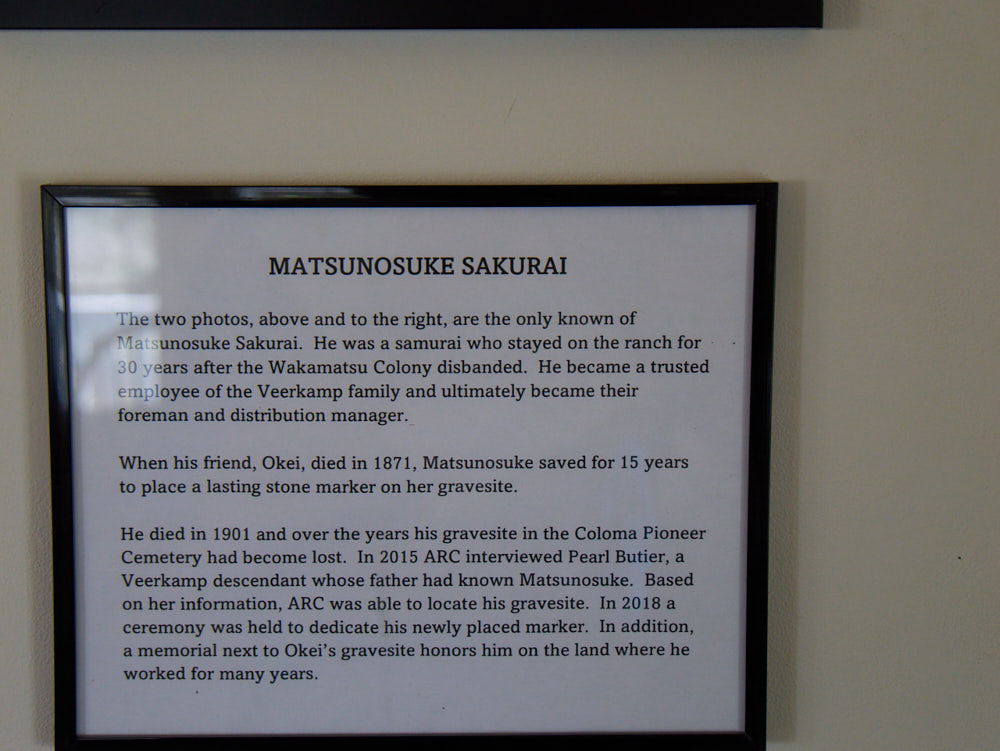 MATSUNOSUKE SAKURAI
The two photos, above and to the right, are the only known of
Matsunosuke Sakurai. He was a samurai who stayed on the ranch for
30 years after the Wakamatsu Colony disbanded. He became a trusted
employee of the Veerkamp family and ultimately became their
foreman and distribution manager.
When his friend, Okei, died in 1871, Matsunosuke saved for 15 years
to place a lasting stone marker on her gravesite.
He died in 1901 and over the years his gravesite in the Coloma Pioneer
Cemetery had become lost. In 2015 ARC interviewed Pearl Butier, a
Veerkamp descendant whose father had known Matsunosuke. Based
on her information, ARC was able to locate his gravesite. In 2018 a
ceremony was held to dedicate his newly placed marker. In addition,
a memorial next to Okei's gravesite honors him on the land where he
worked for many years.